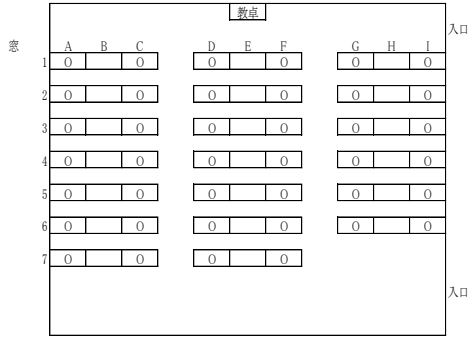 教卓
入口
窓
A B C D E F G H I
1 O O O O O O
2 O O O O O O
3 O O O O O O
4 O O O O O O
5 O O O O O O
6 O O O O O O
7 O O O O
入口